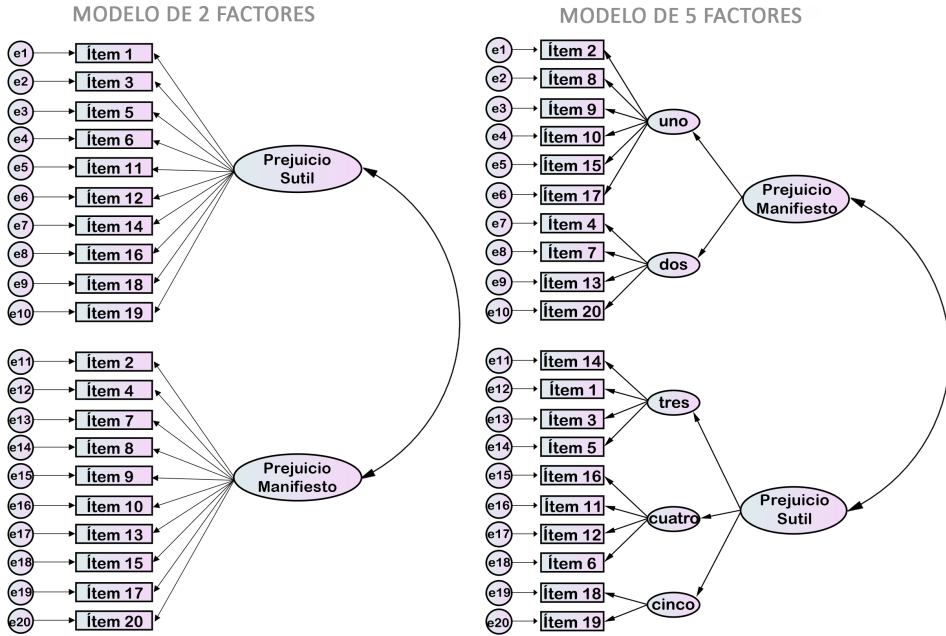 MODELO DE 2 FACTORES
e1 Ítem 1
e2 Ítem 3
e3 Ítem 5
e4 Ítem 6
e5 Ítem 11
e6 Ítem 12
e7 Ítem 14
e8 Ítem 16
e9 Ítem 18
e10 Ítem 19
Prejuicio
Sutil
e11 Ítem 2
e12 Ítem 4
e13 Ítem 7
e14 Ítem 8
e15 Ítem 9
e16 Ítem 10
e17 Ítem 13
e18 Ítem 15
e19 Ítem 17
e20 Ítem 20
Prejuicio
Manifiesto
MODELO DE 5 FACTORES
e1 Ítem 2
e2 Ítem 8
e3 Ítem 9
e4 Ítem 10
e5 Ítem 15
e6 Ítem 17
uno
e7 Ítem 4
e8 Ítem 7
e9 Ítem 13
e10 Ítem 20
dos
Prejuicio
Manifiesto
e11 Ítem 14
e12 Ítem 1
e13 Ítem 3
e14 Ítem 5
tres
e15 Ítem 16
e16 Ítem 11
e17 Ítem 12
e18 Ítem 6
cuatro
e19 Ítem 18
e20 Ítem 19
cinco
Prejuicio
Sutil